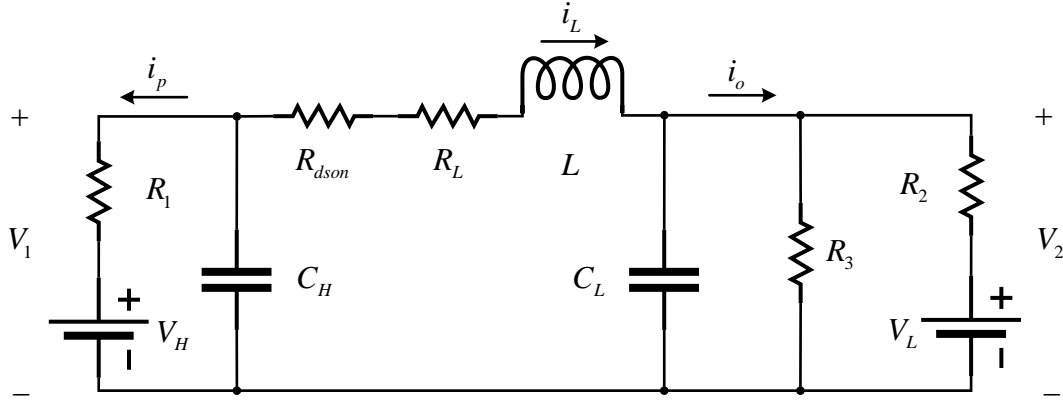 i_L
i_p
i_o
+
+
R_dson
R_L
L
R_1
R_2
V_1
V_2
R_3
C_H
C_L
+
+
V_H
V_L
−
−
−
−